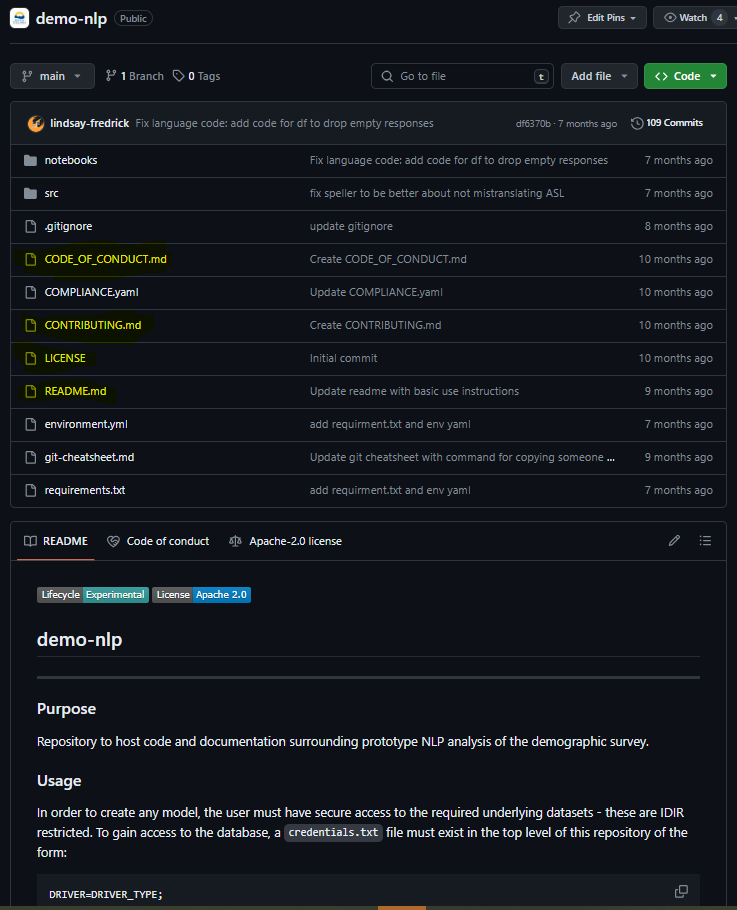 demo-nlp Public Edit Pins Watch 4
main 1 Branch 0 Tags Go to file t Add file Code
lindsay-fredrick Fix language code: add code for df to drop empty responses df6370b · 7 months ago 109 Commits
notebooks Fix language code: add code for df to drop empty responses 7 months ago
src fix speller to be better about not mistranslating ASL 7 months ago
.gitignore update gitignore 8 months ago
CODE_OF_CONDUCT.md Create CODE_OF_CONDUCT.md 10 months ago
COMPLIANCE.yaml Update COMPLIANCE.yaml 10 months ago
CONTRIBUTING.md Create CONTRIBUTING.md 10 months ago
LICENSE Initial commit 10 months ago
README.md Update readme with basic use instructions 9 months ago
environment.yml add requirment.txt and env yaml 7 months ago
git-cheatsheet.md Update git cheatsheet with command for copying someone ... 9 months ago
requirements.txt add requirment.txt and env yaml 7 months ago
README Code of conduct Apache-2.0 license
Lifecycle Experimental License Apache 2.0
demo-nlp
Purpose
Repository to host code and documentation surrounding prototype NLP analysis of the demographic survey.
Usage
In order to create any model, the user must have secure access to the required underlying datasets - these are IDIR
restricted. To gain access to the database, a credentials.txt file must exist in the top level of this repository of the
form:
DRIVER=DRIVER_TYPE;